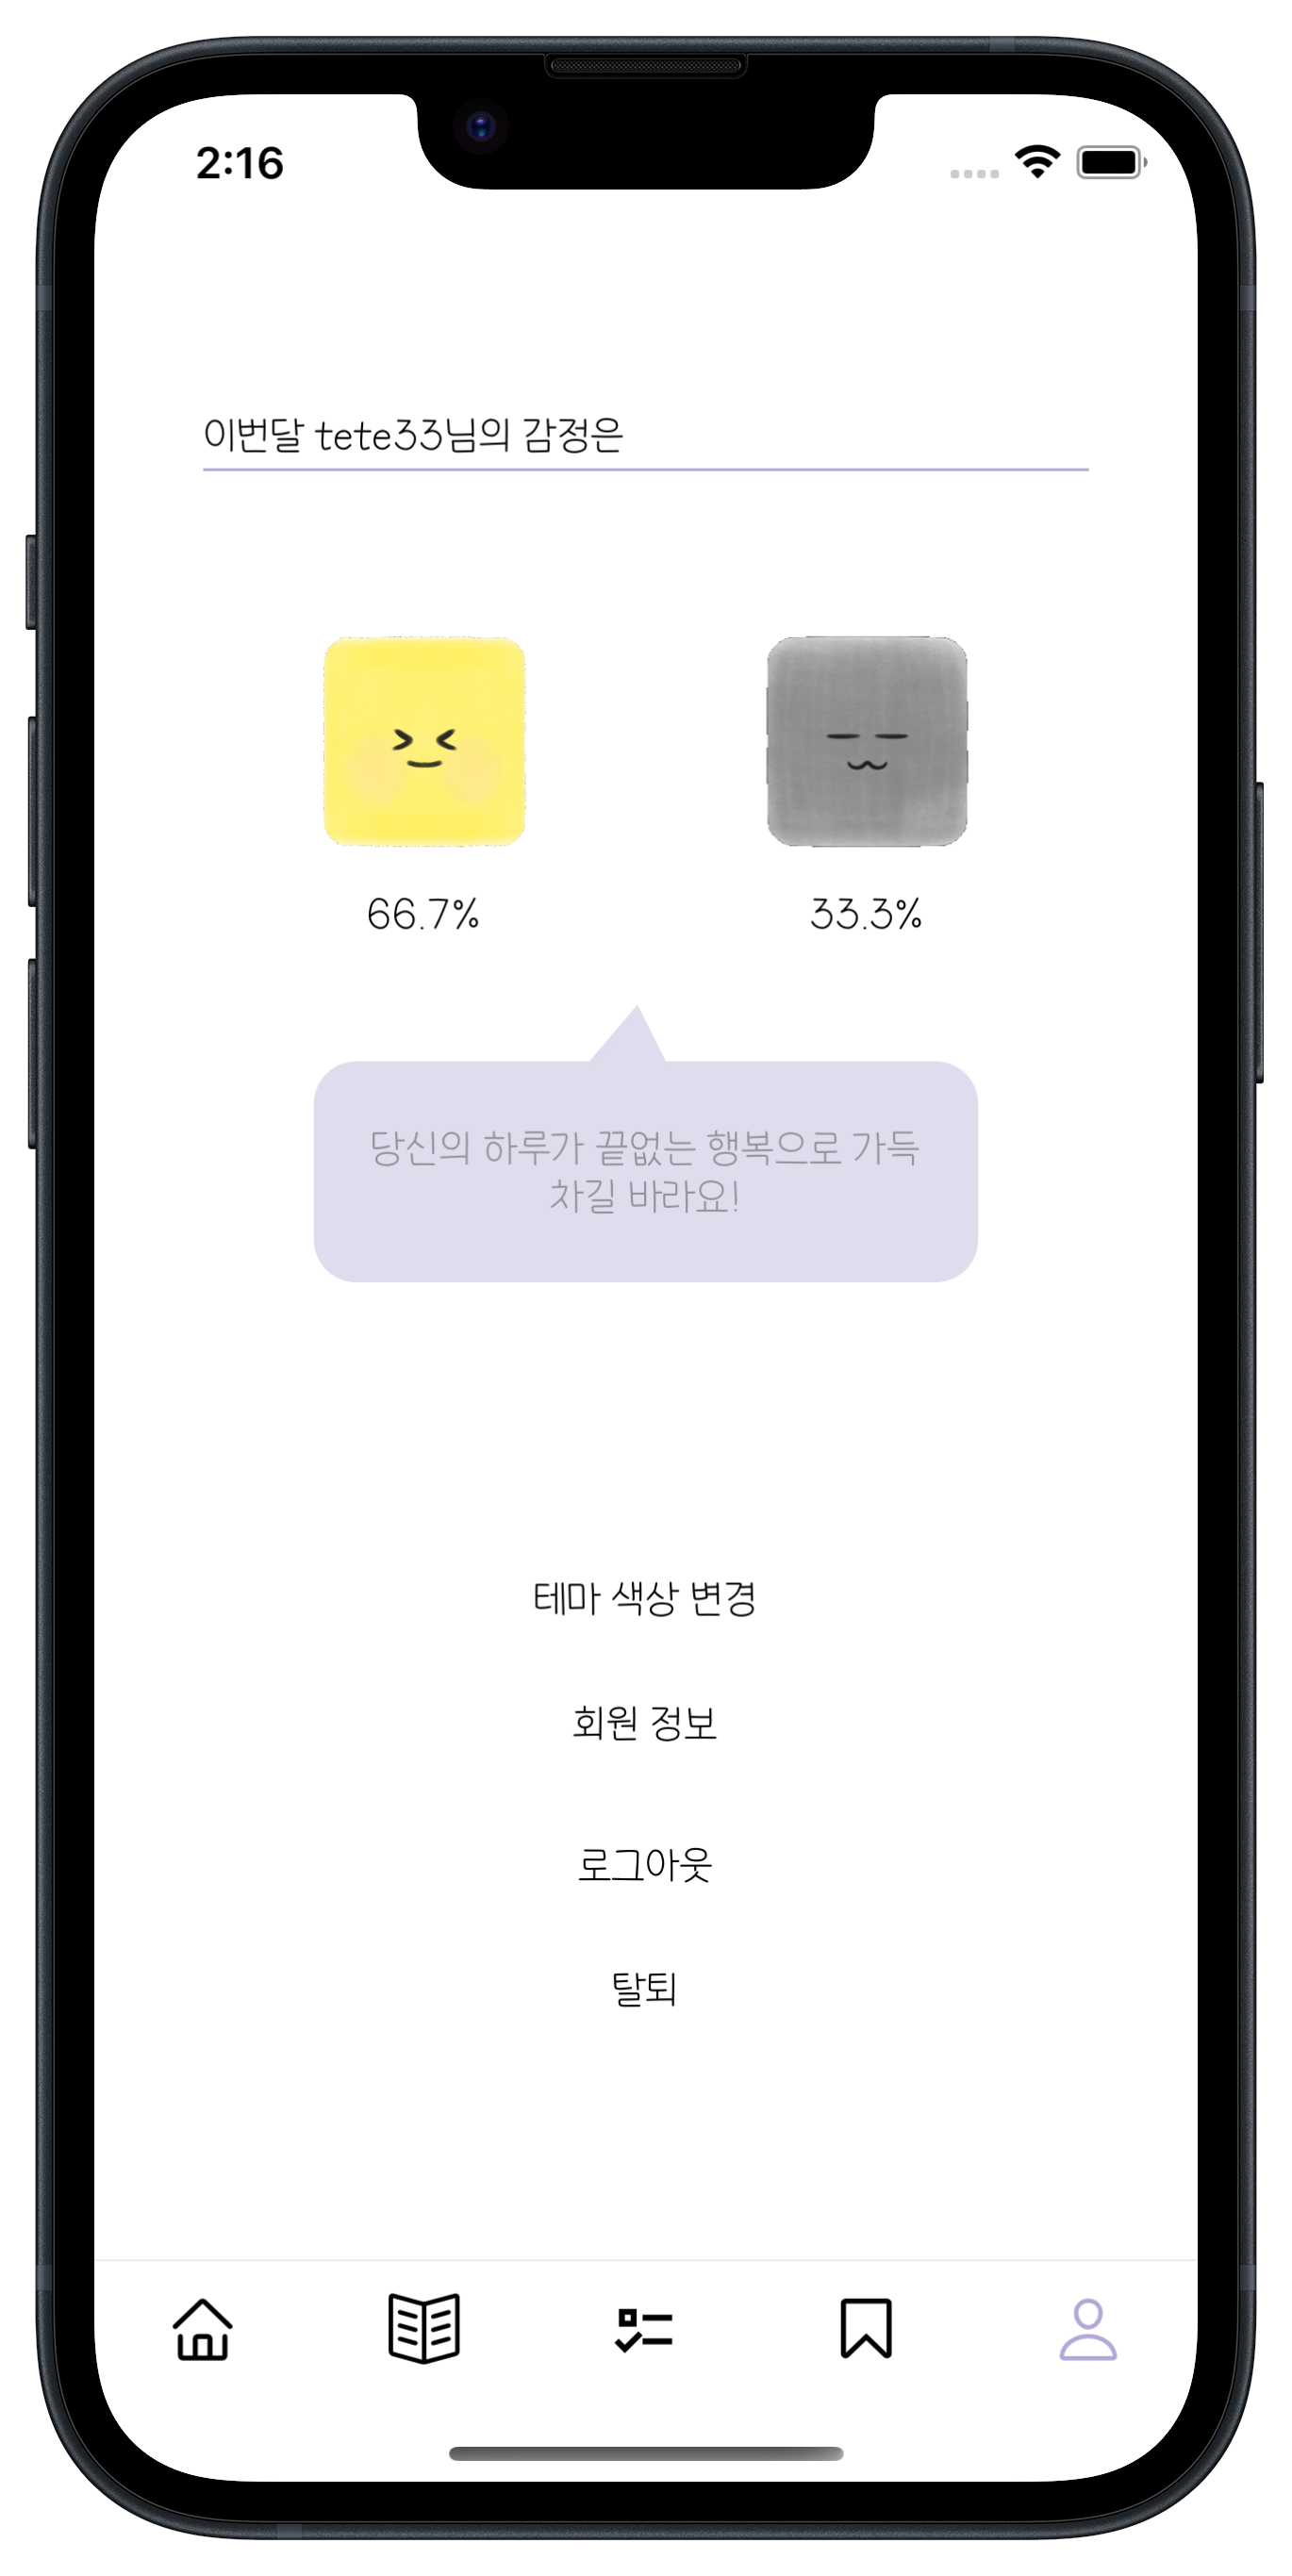 2:16
이번달 tete33님의 감정은
66.7% 33.3%
당신의 하루가 끝없는 행복으로 가득
차길 바라요!
테마 색상 변경
회원 정보
로그아웃
탈퇴